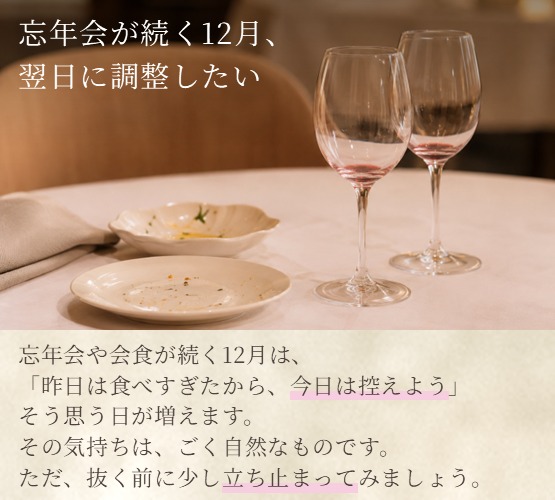 忘年会が続く12月、
翌日に調整したい
忘年会や会食が続く12月は、
「昨日は食べすぎたから、今日は控えよう」
そう思う日が増えます。
その気持ちは、ごく自然なものです。
ただ、抜く前に少し立ち止まってみましょう。